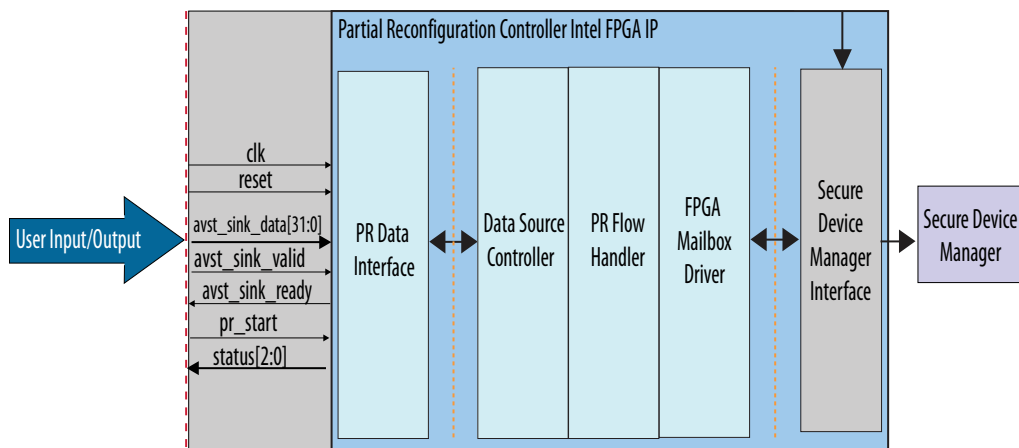 Partial Reconfiguration Controller Intel FPGA IP
clk
reset
avst_sink_data[31:0]
avst_sink_valid
avst_sink_ready
pr_start
status[2:0]
User Input/Output
PR Data
Interface
Data Source
Controller
PR Flow
Handler
FPGA
Mailbox
Driver
Secure
Device
Manager
Interface
Secure Device
Manager